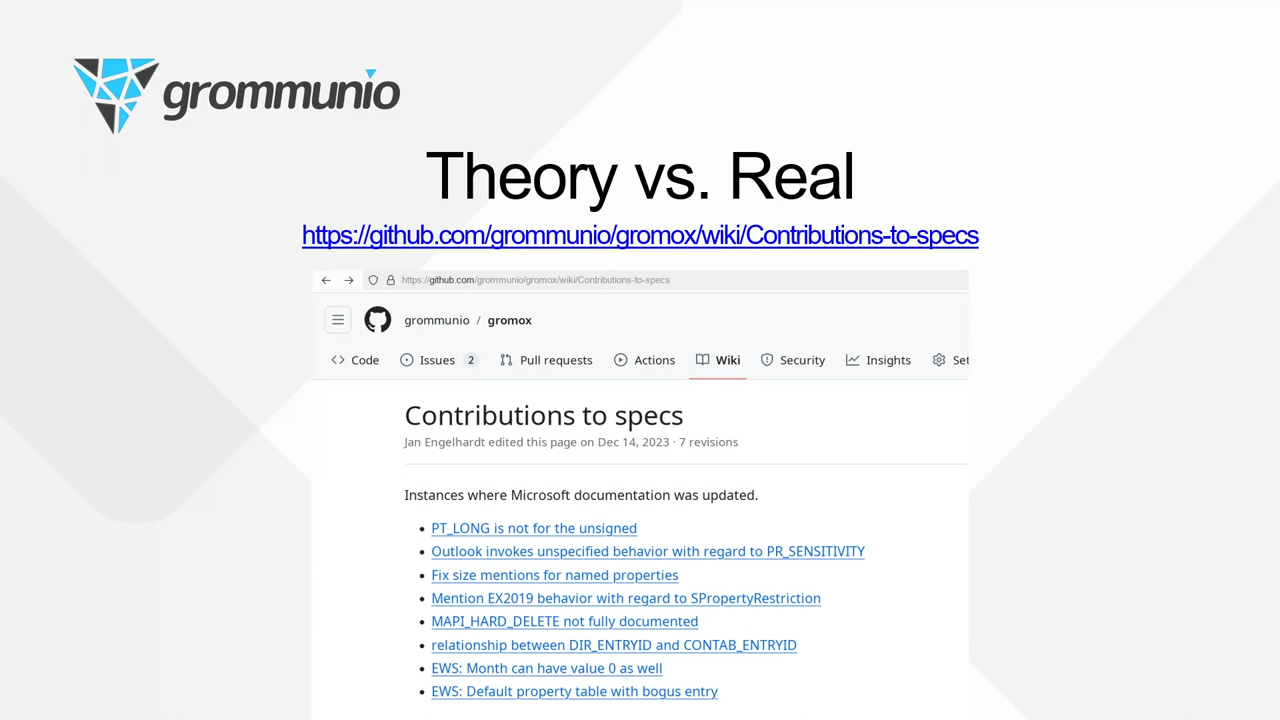 grommunio
Theory vs. Real
https://github.com/grommunio/gromox/wiki/Contributions-to-specs
https://github.com/grommunio/gromox/wiki/Contributions-to-specs
grommunio / gromox
Code Issues 2 Pull requests Actions Wiki Security Insights Set
Contributions to specs
Jan Engelhardt edited this page on Dec 14, 2023 · 7 revisions
Instances where Microsoft documentation was updated.
• PT_LONG is not for the unsigned
• Outlook invokes unspecified behavior with regard to PR_SENSITIVITY
• Fix size mentions for named properties
• Mention EX2019 behavior with regard to SPropertyRestriction
• MAPI_HARD_DELETE not fully documented
• relationship between DIR_ENTRYID and CONTAB_ENTRYID
• EWS: Month can have value 0 as well
• EWS: Default property table with bogus entry